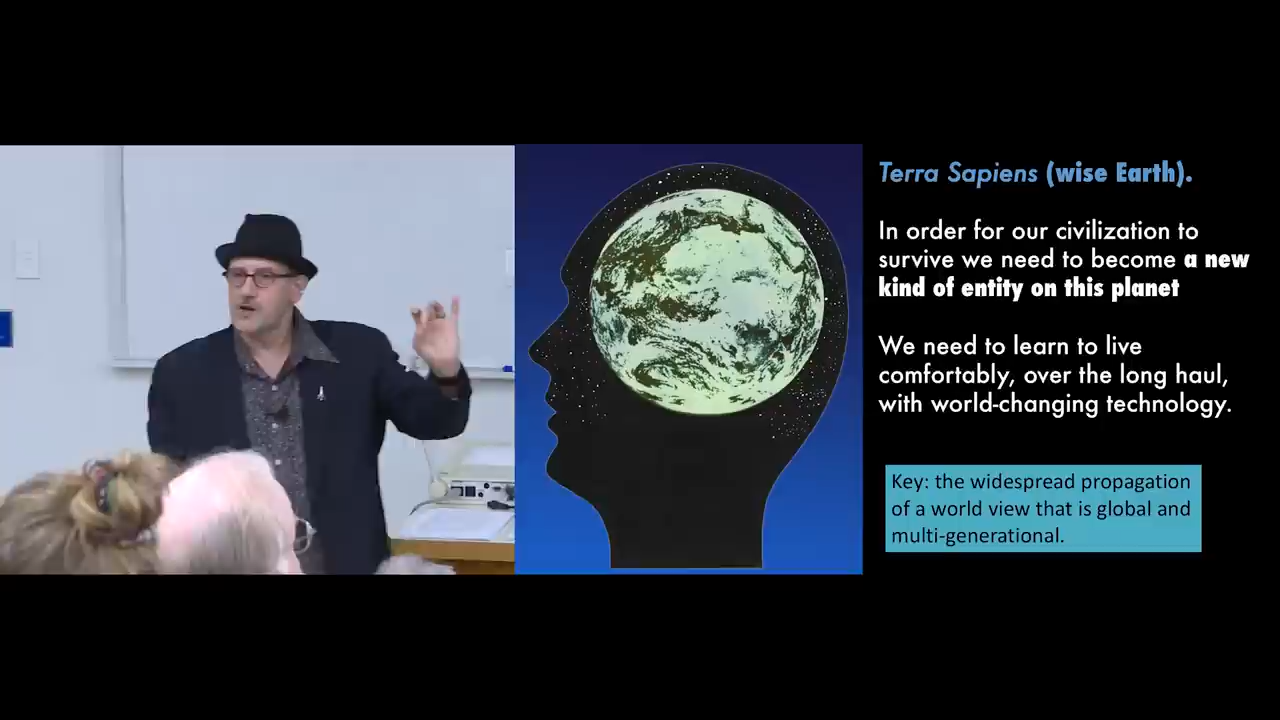 Terra Sapiens (wise Earth).
In order for our civilization to
survive we need to become a new
kind of entity on this planet
We need to learn to live
comfortably, over the long haul,
with world-changing technology.
Key: the widespread propagation
of a world view that is global and
multi-generational.